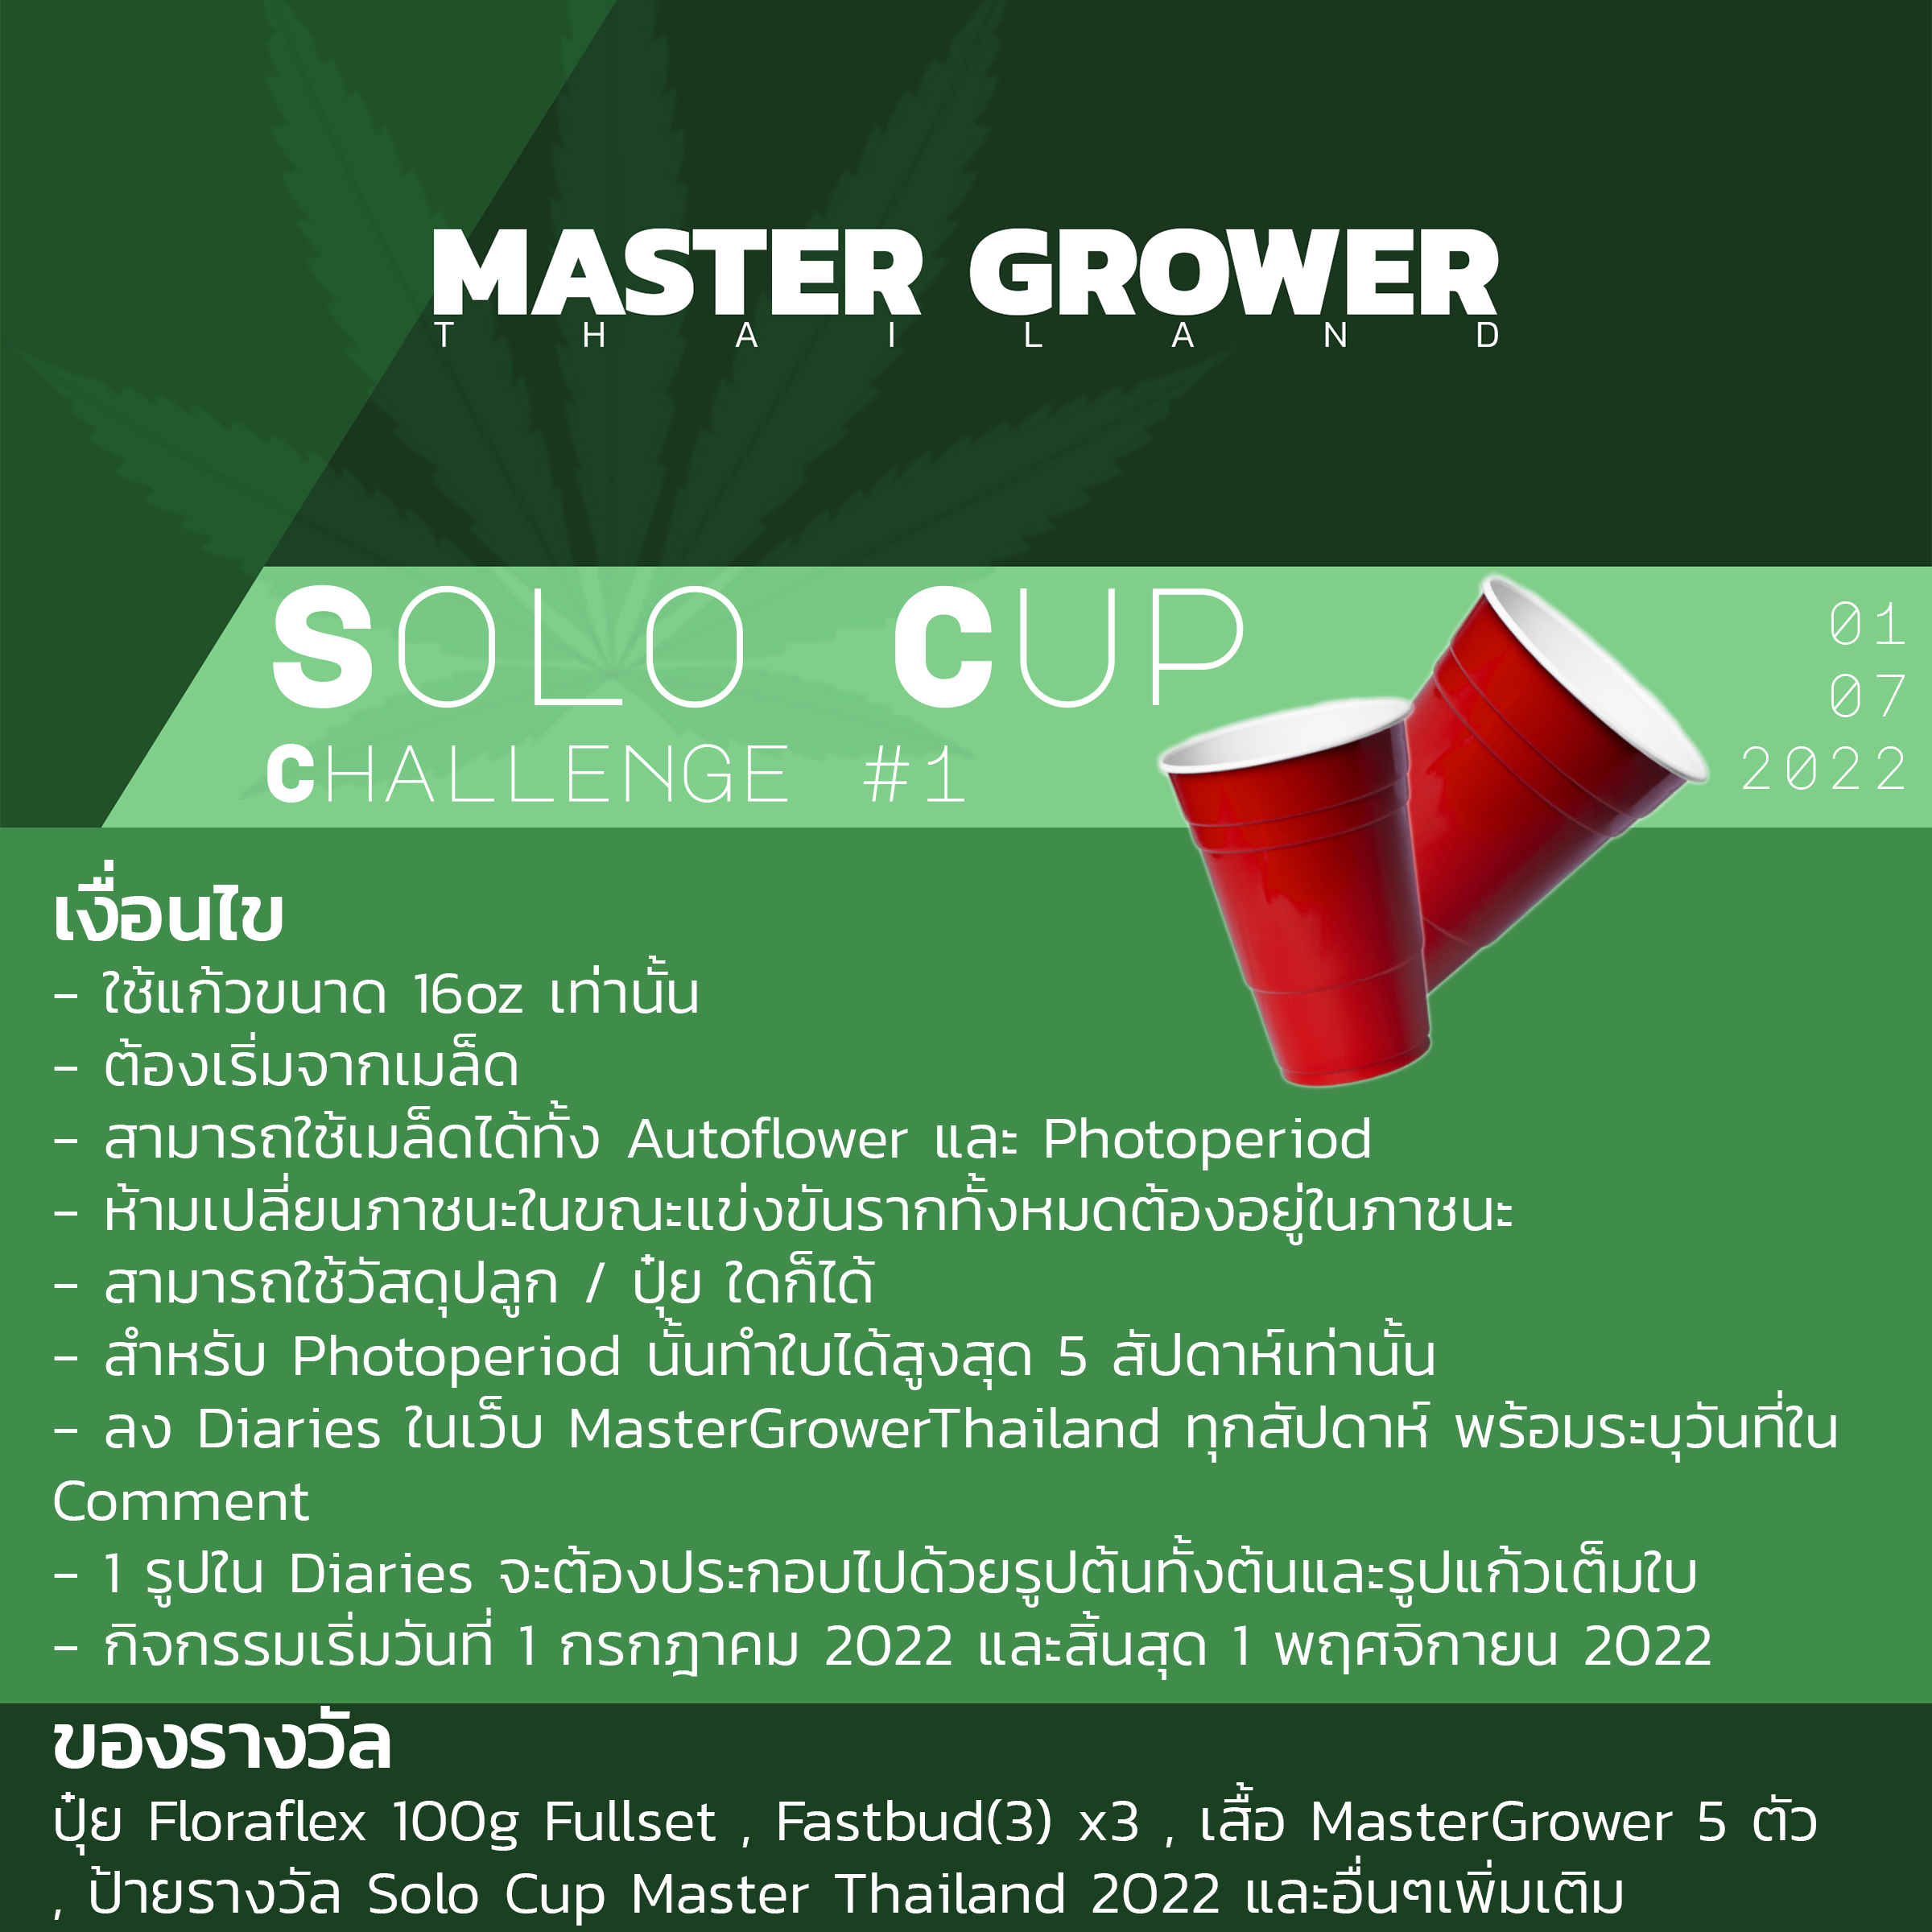 MASTER GROWER
THAILAND
SOLO CUP
CHALLENGE #1
01
07
2022
เงื่อนไข
- ใช้แก้วขนาด 16oz เท่านั้น
- ต้องเริ่มจากเมล็ด
- สามารถใช้เมล็ดได้ทั้ง Autoflower และ Photoperiod
- ห้ามเปลี่ยนภาชนะในขณะแข่งขันรากทั้งหมดต้องอยู่ในภาชนะ
- สามารถใช้วัสดุปลูก / ปุ๋ย ใดก็ได้
- สำหรับ Photoperiod นั้นทำใบได้สูงสุด 5 สัปดาห์เท่านั้น
- ลง Diaries ในเว็บ MasterGrowerThailand ทุกสัปดาห์ พร้อมระบุวันที่ใน
Comment
- 1 รูปใน Diaries จะต้องประกอบไปด้วยรูปต้นทั้งต้นและรูปแก้วเต็มใบ
- กิจกรรมเริ่มวันที่ 1 กรกฎาคม 2022 และสิ้นสุด 1 พฤศจิกายน 2022
ของรางวัล
ปุ๋ย Floraflex 100g Fullset , Fastbud(3) x3 , เสื้อ MasterGrower 5 ตัว
, ป้ายรางวัล Solo Cup Master Thailand 2022 และอื่นๆเพิ่มเติม